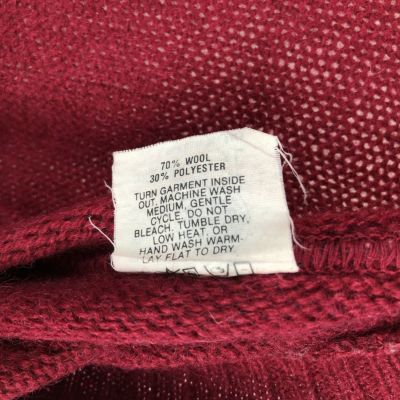 70% WOOL
30% POLYESTER
TURN GARMENT INSIDE
OUT. MACHINE WASH
MEDIUM, GENTLE
CYCLE. DO NOT
BLEACH. TUMBLE DRY,
LOW HEAT. OR
HAND WASH WARM-
LAY FLAT TO DRY.